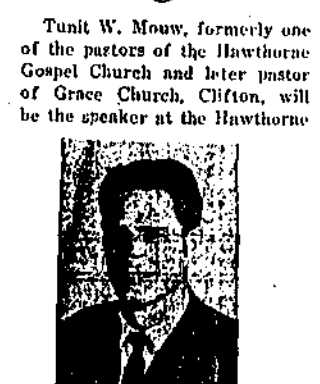 Tunit W. Mouw, formerly one
of the pastors of the Hawthorne
Gospel Church and later pastor
of Grace Church, Clifton, will
be the speaker at the Hawthorne